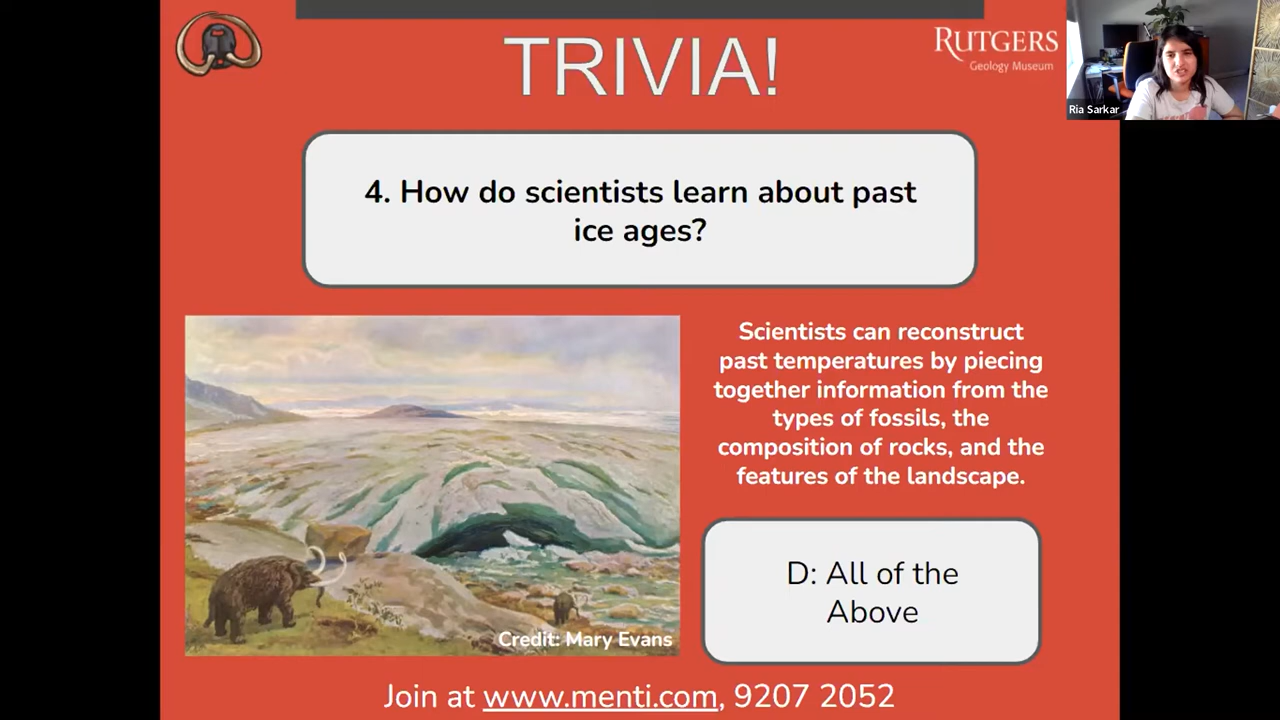 TRIVIA!
RUTGERS
Geology Museum
Ria Sarkar
4. How do scientists learn about past
ice ages?
Scientists can reconstruct
past temperatures by piecing
together information from the
types of fossils, the
composition of rocks, and the
features of the landscape.
D: All of the
Above
Credit: Mary Evans
Join at www.menti.com, 9207 2052